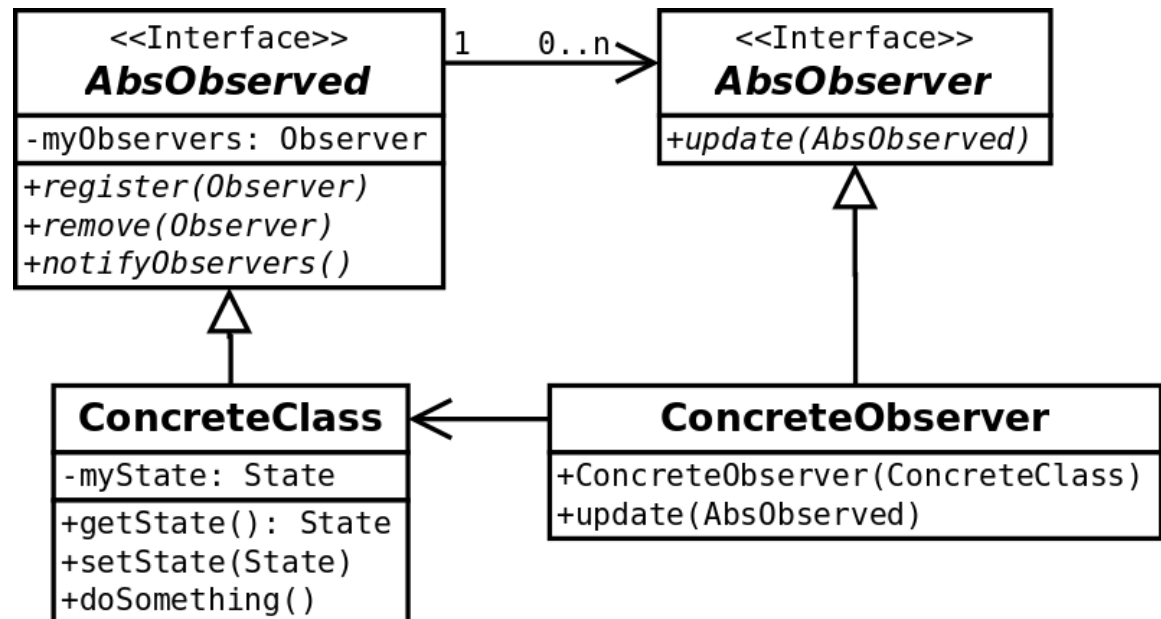 <<Interface>>
AbsObserved
-myObservers: Observer
+register(Observer)
+remove(Observer)
+notifyObservers()
1 0..n
<<Interface>>
AbsObserver
+update(AbsObserved)
ConcreteClass
-myState: State
+getState(): State
+setState(State)
+doSomething()
ConcreteObserver
+ConcreteObserver(ConcreteClass)
+update(AbsObserved)